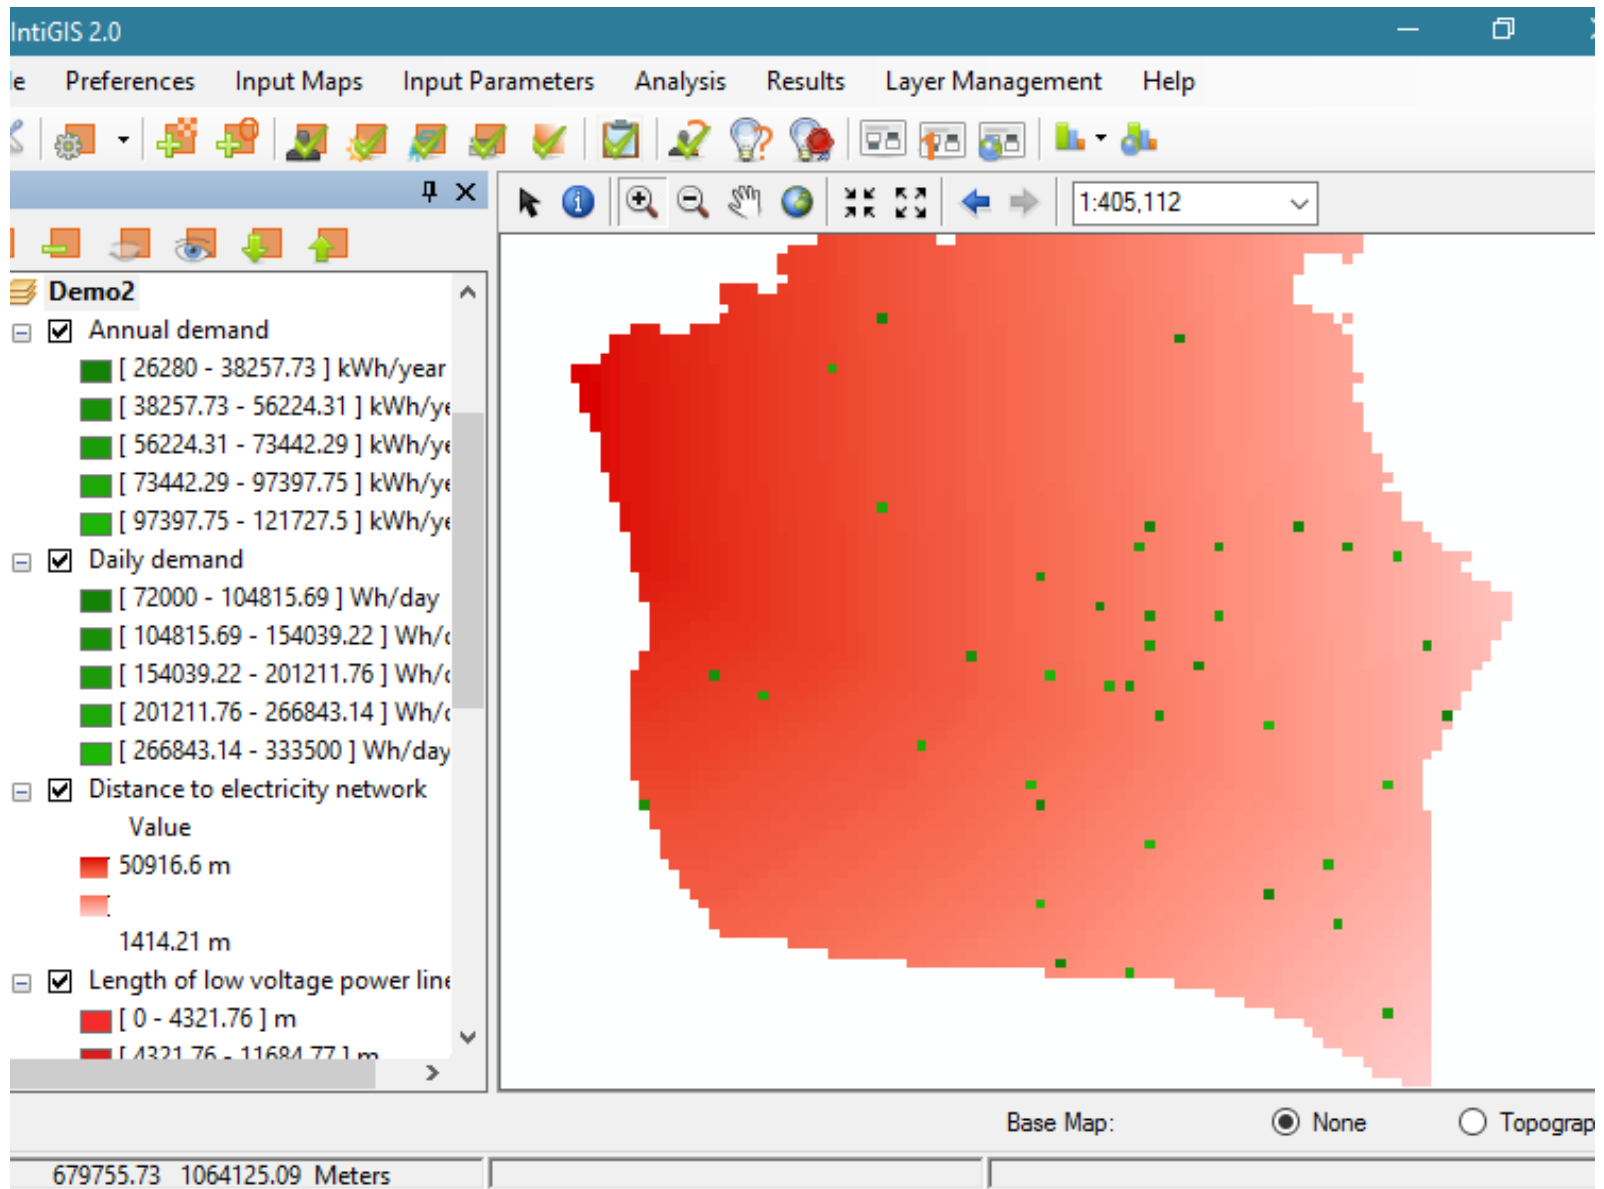 IntiGIS 2.0
le Preferences Input Maps Input Parameters Analysis Results Layer Management Help
1:405,112
Demo2
Annual demand
[ 26280 - 38257.73 ] kWh/year
[ 38257.73 - 56224.31 ] kWh/ye
[ 56224.31 - 73442.29 ] kWh/ye
[ 73442.29 - 97397.75 ] kWh/ye
[ 97397.75 - 121727.5 ] kWh/ye
Daily demand
[ 72000 - 104815.69 ] Wh/day
[ 104815.69 - 154039.22 ] Wh/d
[ 154039.22 - 201211.76 ] Wh/d
[ 201211.76 - 266843.14 ] Wh/d
[ 266843.14 - 333500 ] Wh/day
Distance to electricity network
Value
50916.6 m
1414.21 m
Length of low voltage power line
[ 0 - 4321.76 ] m
[ 4321.76 - 11684.77 ] m
Base Map: None Topograp
679755.73 1064125.09 Meters